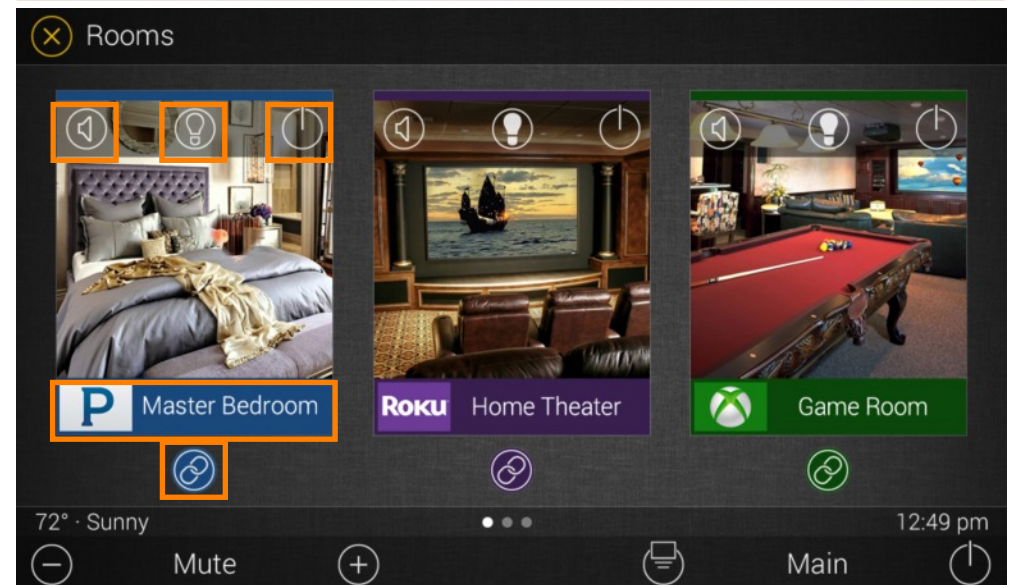 Rooms
P Master Bedroom
ROKU Home Theater
Game Room
72° · Sunny
12:49 pm
Mute
Main